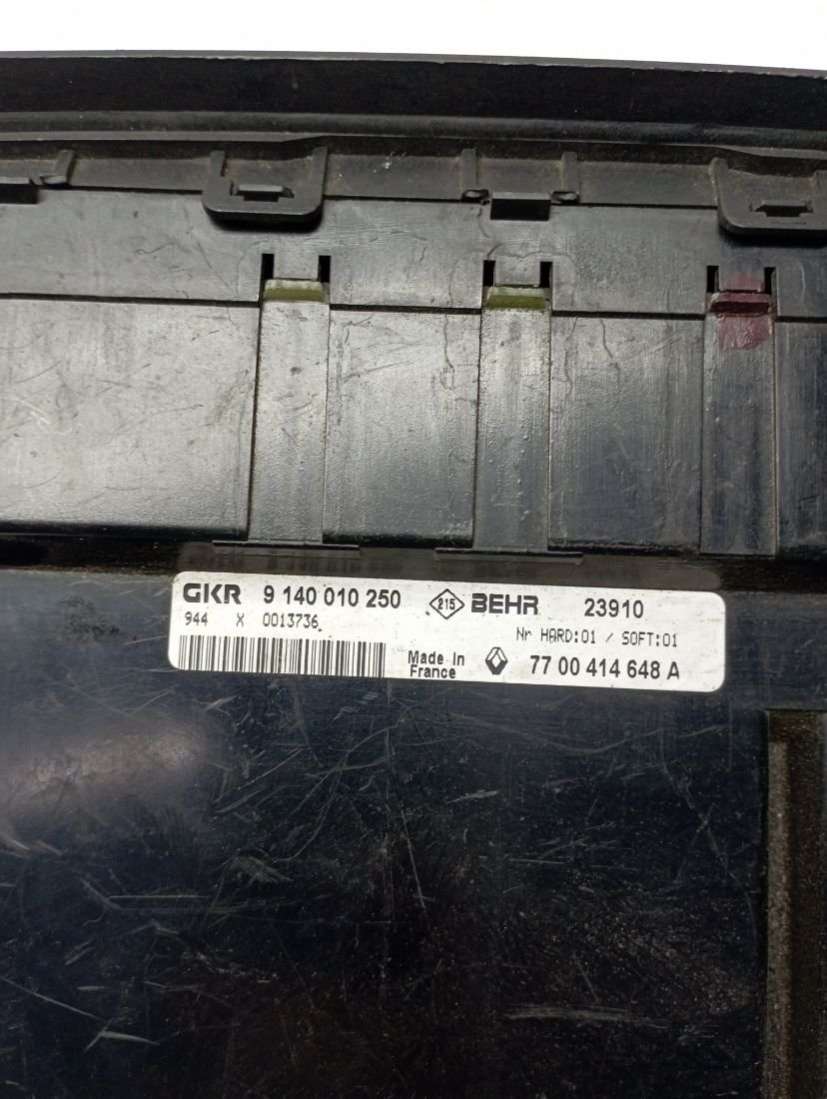 GKR 9 140 010 250 215 BEHR 23910
944 X 0013736 Nr HARD:01 / SOFT:01
Made In
France 77 00 414 648 A